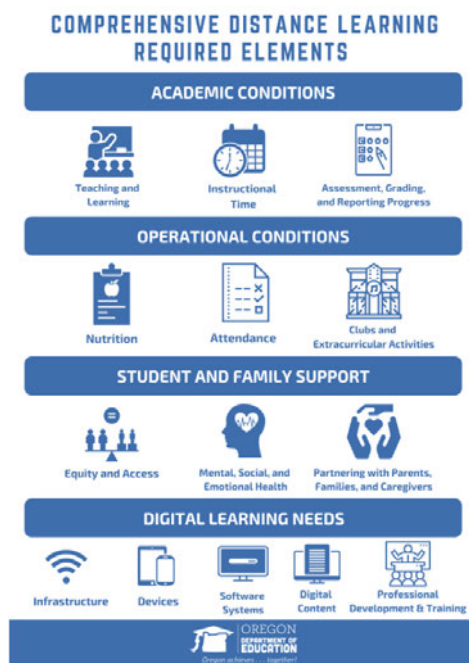 COMPREHENSIVE DISTANCE LEARNING
REQUIRED ELEMENTS
ACADEMIC CONDITIONS
Teaching and
Learning
Instructional
Time
Assessment, Grading,
and Reporting Progress
OPERATIONAL CONDITIONS
Nutrition
Attendance
Clubs and
Extracurricular Activities
STUDENT AND FAMILY SUPPORT
Equity and Access
Mental, Social, and
Emotional Health
Partnering with Parents,
Families, and Caregivers
DIGITAL LEARNING NEEDS
Infrastructure
Devices
Software
Systems
Digital
Content
Professional
Development & Training
OREGON
DEPARTMENT OF
EDUCATION
Oregon achieves . . . together!